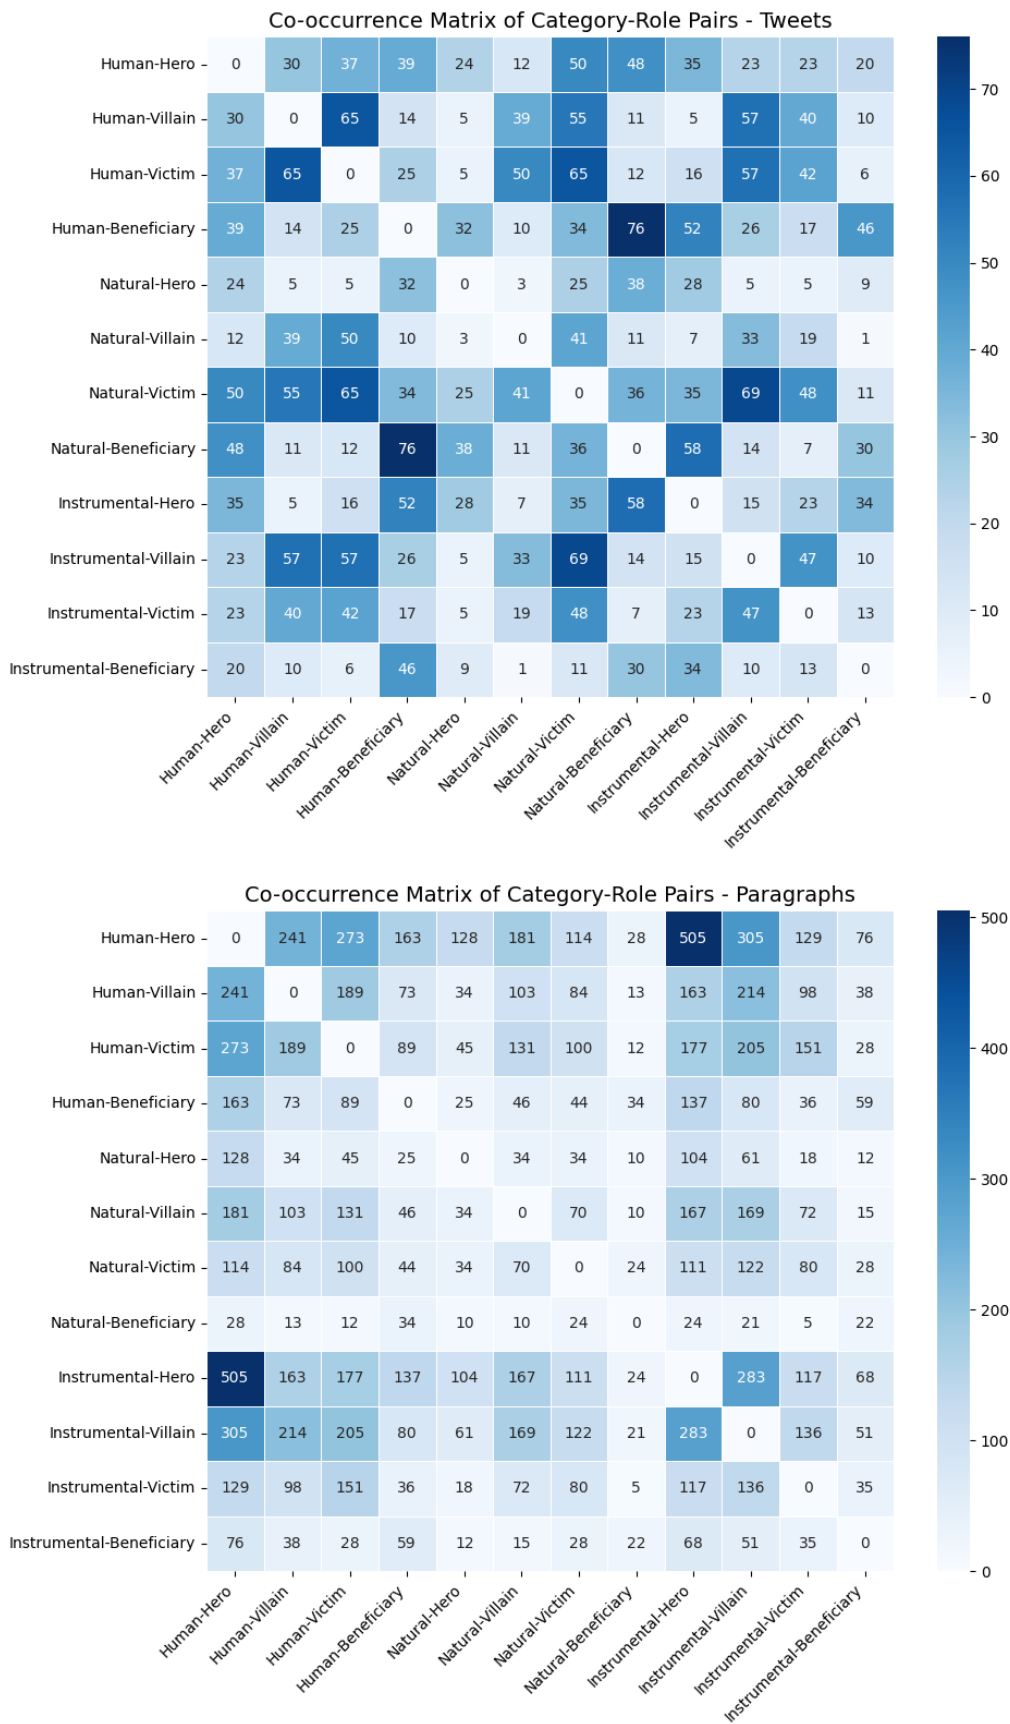 Co-occurrence Matrix of Category-Role Pairs - Tweets
Human-Hero 0 30 37 39 24 12 50 48 35 23 23 20
Human-Villain 30 0 65 14 5 39 55 11 5 57 40 10
Human-Victim 37 65 0 25 5 50 65 12 16 57 42 6
Human-Beneficiary 39 14 25 0 32 10 34 76 52 26 17 46
Natural-Hero 24 5 5 32 0 3 25 38 28 5 5 9
Natural-Villain 12 39 50 10 3 0 41 11 7 33 19 1
Natural-Victim 50 55 65 34 25 41 0 36 35 69 48 11
Natural-Beneficiary 48 11 12 76 38 11 36 0 58 14 7 30
Instrumental-Hero 35 5 16 52 28 7 35 58 0 15 23 34
Instrumental-Villain 23 57 57 26 5 33 69 14 15 0 47 10
Instrumental-Victim 23 40 42 17 5 19 48 7 23 47 0 13
Instrumental-Beneficiary 20 10 6 46 9 1 11 30 34 10 13 0
Human-Hero
Human-Villain
Human-Victim
Human-Beneficiary
Natural-Hero
Natural-Villain
Natural-Victim
Natural-Beneficiary
Instrumental-Hero
Instrumental-Villain
Instrumental-Victim
Instrumental-Beneficiary
70
60
50
40
30
20
10
0
Co-occurrence Matrix of Category-Role Pairs - Paragraphs
Human-Hero 0 241 273 163 128 181 114 28 505 305 129 76
Human-Villain 241 0 189 73 34 103 84 13 163 214 98 38
Human-Victim 273 189 0 89 45 131 100 12 177 205 151 28
Human-Beneficiary 163 73 89 0 25 46 44 34 137 80 36 59
Natural-Hero 128 34 45 25 0 34 34 10 104 61 18 12
Natural-Villain 181 103 131 46 34 0 70 10 167 169 72 15
Natural-Victim 114 84 100 44 34 70 0 24 111 122 80 28
Natural-Beneficiary 28 13 12 34 10 10 24 0 24 21 5 22
Instrumental-Hero 505 163 177 137 104 167 111 24 0 283 117 68
Instrumental-Villain 305 214 205 80 61 169 122 21 283 0 136 51
Instrumental-Victim 129 98 151 36 18 72 80 5 117 136 0 35
Instrumental-Beneficiary 76 38 28 59 12 15 28 22 68 51 35 0
Human-Hero
Human-Villain
Human-Victim
Human-Beneficiary
Natural-Hero
Natural-Villain
Natural-Victim
Natural-Beneficiary
Instrumental-Hero
Instrumental-Villain
Instrumental-Victim
Instrumental-Beneficiary
500
400
300
200
100
0